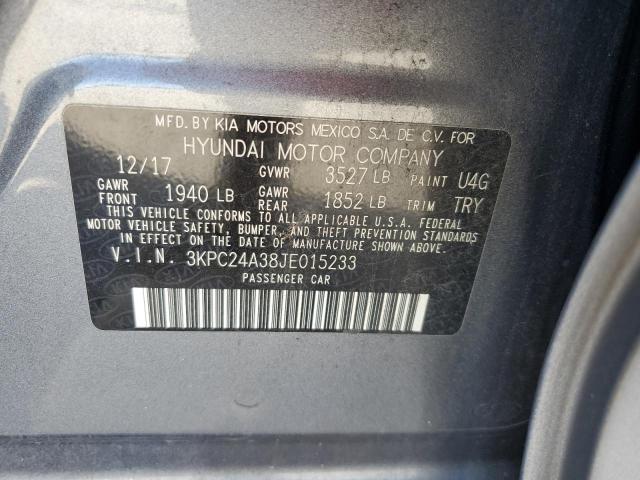 MFD. BY KIA MOTORS MEXICO S.A. DE C.V. FOR
HYUNDAI MOTOR COMPANY
12/17 GVWR 3527 LB PAINT U4G
GAWR FRONT 1940 LB GAWR REAR 1852 LB TRIM TRY
THIS VEHICLE CONFORMS TO ALL APPLICABLE U.S.A. FEDERAL
MOTOR VEHICLE SAFETY, BUMPER, AND THEFT PREVENTION STANDARDS
IN EFFECT ON THE DATE OF MANUFACTURE SHOWN ABOVE.
V.I.N. 3KPC24A38JE015233
PASSENGER CAR